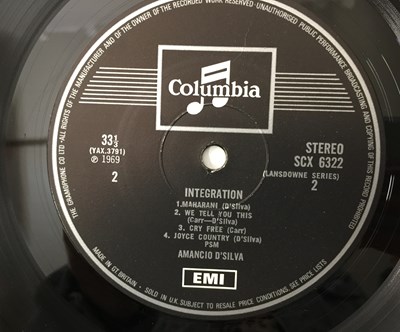 ALL RIGHTS OF THE MANUFACTURER AND OF THE OWNER OF THE RECORDED WORK RESERVED · UNAUTHORISED PUBLIC PERFORMANCE BROADCASTING AND COPYING OF THIS RECORD PROHIBITED
THE GRAMOPHONE CO LTD
Columbia
33⅓
(YAX.3791)
℗ 1969
2
STEREO
SCX 6322
(LANSDOWNE SERIES)
2
INTEGRATION
1.MAHARANI (D'Silva)
2. WE TELL YOU THIS
(Carr—D'Silva)
3. CRY FREE (Carr)
4. JOYCE COUNTRY (D'Silva)
PSM
AMANCIO D'SILVA
EMI
MADE IN GT BRITAIN · SOLD IN U.K. SUBJECT TO RESALE PRICE CONDITIONS, SEE PRICE LISTS